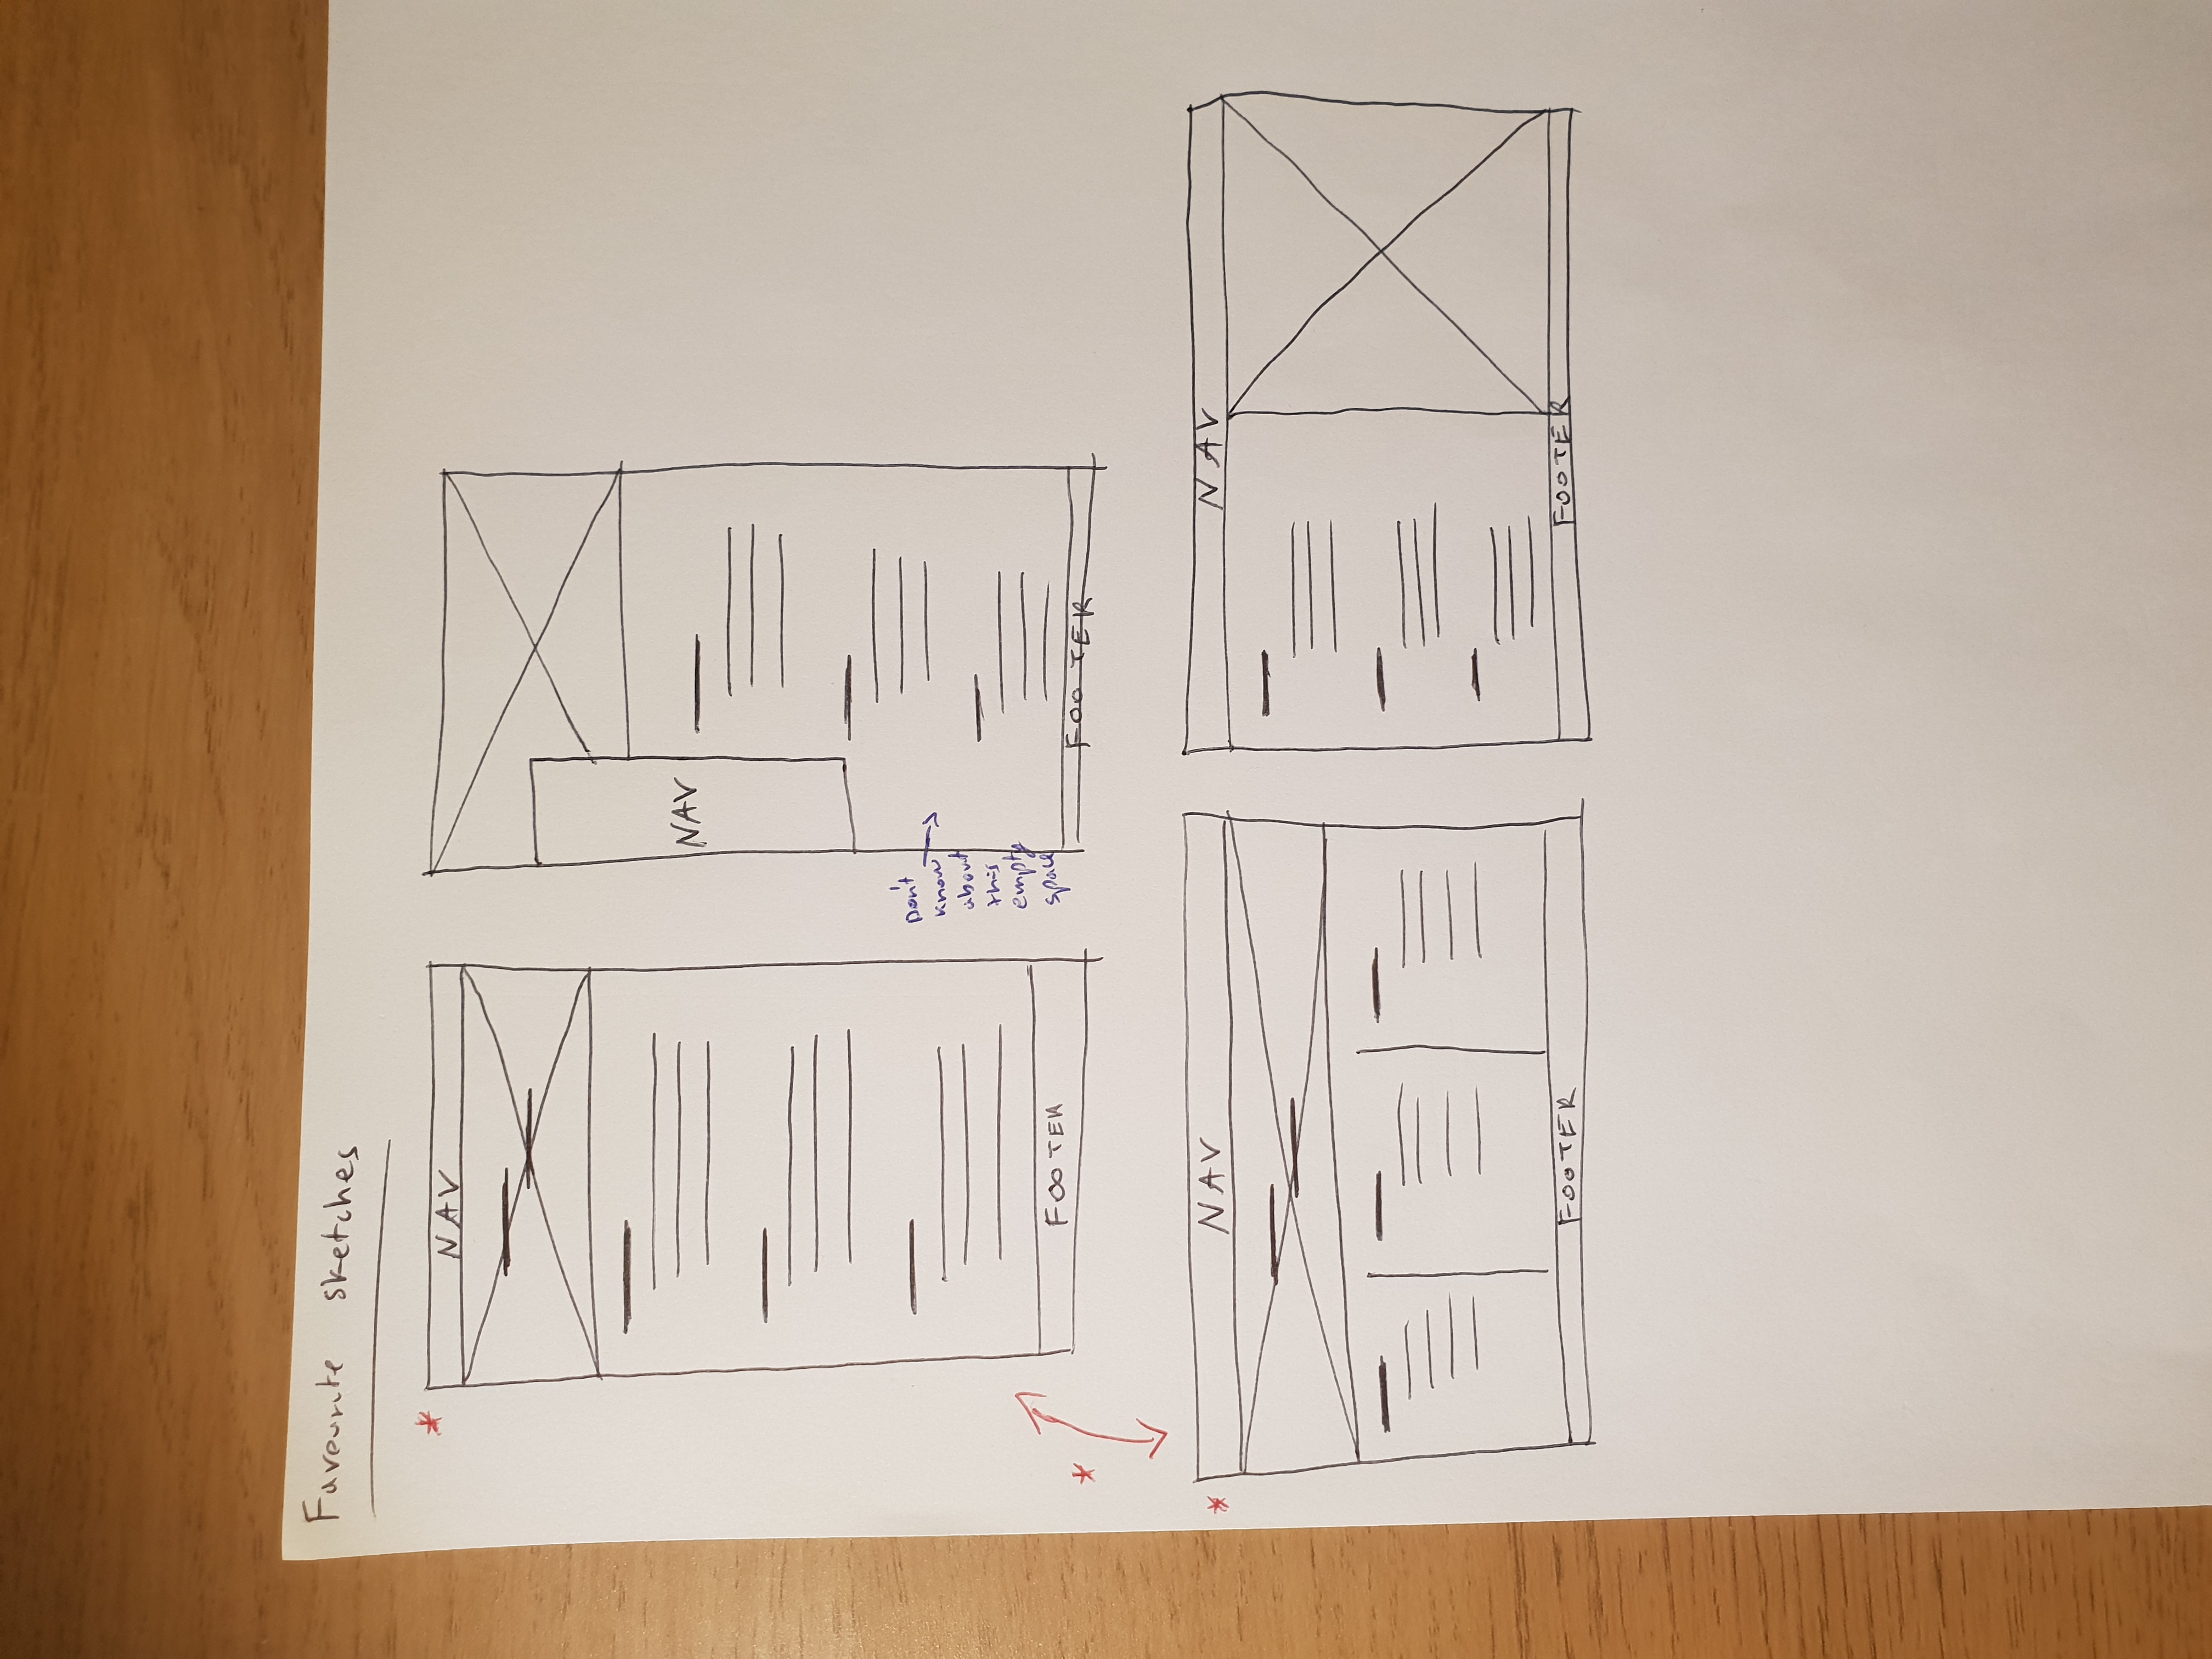 Favourite sketches
* NAV
FOOTER
NAV
Don't
know
about
this
empty
space
FOOTER
*
* NAV
FOOTER
NAV
FOOTER